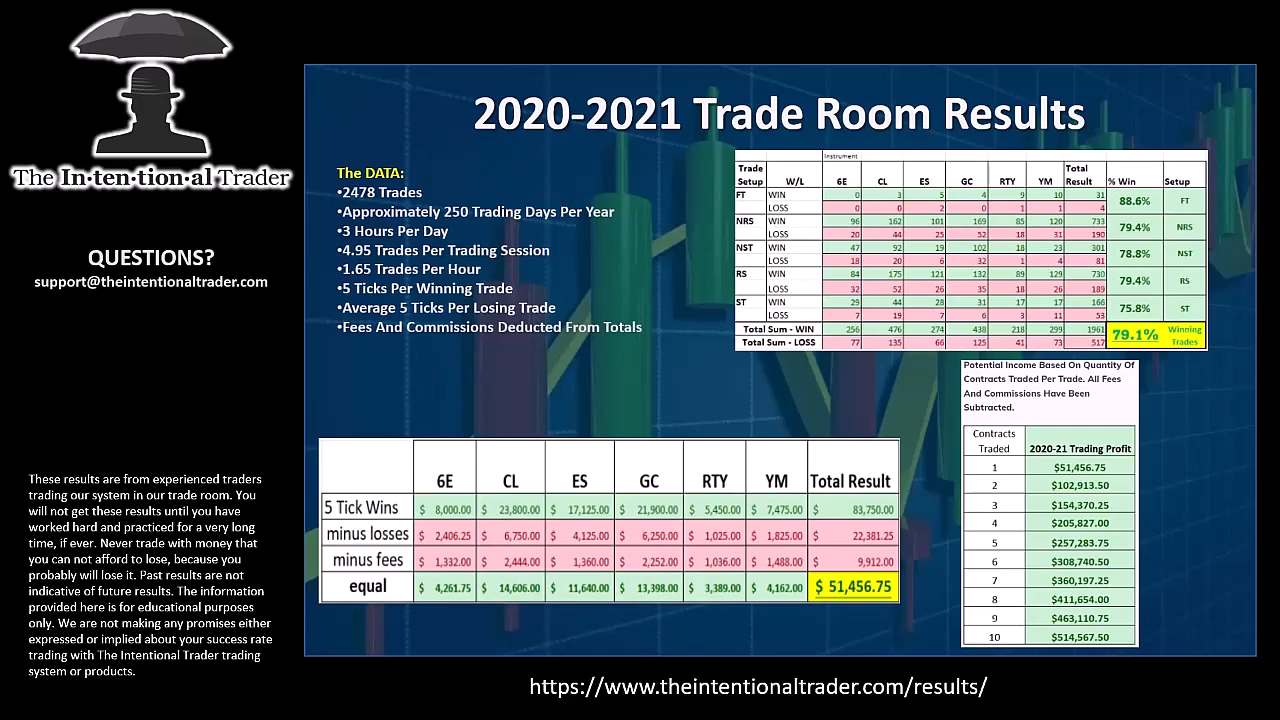 The In·ten·tion·al Trader
QUESTIONS?
support@theintentionaltrader.com
These results are from experienced traders
trading our system in our trade room. You
will not get these results until you have
worked hard and practiced for a very long
time, if ever. Never trade with money that
you can not afford to lose, because you
probably will lose it. Past results are not
indicative of future results. The information
provided here is for educational purposes
only. We are not making any promises either
expressed or implied about your success rate
trading with The Intentional Trader trading
system or products.
2020-2021 Trade Room Results
The DATA:
•2478 Trades
•Approximately 250 Trading Days Per Year
•3 Hours Per Day
•4.95 Trades Per Trading Session
•1.65 Trades Per Hour
•5 Ticks Per Winning Trade
•Average 5 Ticks Per Losing Trade
•Fees And Commissions Deducted From Totals
Instrument
Trade Setup W/L 6E CL ES GC RTY YM Total Result % Win Setup
FT WIN 0 3 5 4 9 10 31 88.6% FT
LOSS 0 0 2 0 1 1 4
NRS WIN 96 162 101 169 85 120 733 79.4% NRS
LOSS 20 44 25 52 18 31 190
NST WIN 47 92 19 102 18 23 301 78.8% NST
LOSS 18 20 6 32 1 4 81
RS WIN 84 175 121 132 89 129 730 79.4% RS
LOSS 32 52 26 35 18 26 189
ST WIN 29 44 28 31 17 17 166 75.8% ST
LOSS 7 19 7 6 3 11 53
Total Sum - WIN 256 476 274 438 218 299 1961 79.1% Winning Trades
Total Sum - LOSS 77 135 66 125 41 73 517
6E CL ES GC RTY YM Total Result
5 Tick Wins $ 8,000.00 $ 23,800.00 $ 17,125.00 $ 21,900.00 $ 5,450.00 $ 7,475.00 $ 83,750.00
minus losses $ 2,406.25 $ 6,750.00 $ 4,125.00 $ 6,250.00 $ 1,025.00 $ 1,825.00 $ 22,381.25
minus fees $ 1,332.00 $ 2,444.00 $ 1,360.00 $ 2,252.00 $ 1,036.00 $ 1,488.00 $ 9,912.00
equal $ 4,261.75 $ 14,606.00 $ 11,640.00 $ 13,398.00 $ 3,389.00 $ 4,162.00 $ 51,456.75
Potential Income Based On Quantity Of
Contracts Traded Per Trade. All Fees
And Commissions Have Been
Subtracted.
Contracts Traded 2020-21 Trading Profit
1 $51,456.75
2 $102,913.50
3 $154,370.25
4 $205,827.00
5 $257,283.75
6 $308,740.50
7 $360,197.25
8 $411,654.00
9 $463,110.75
10 $514,567.50
https://www.theintentionaltrader.com/results/